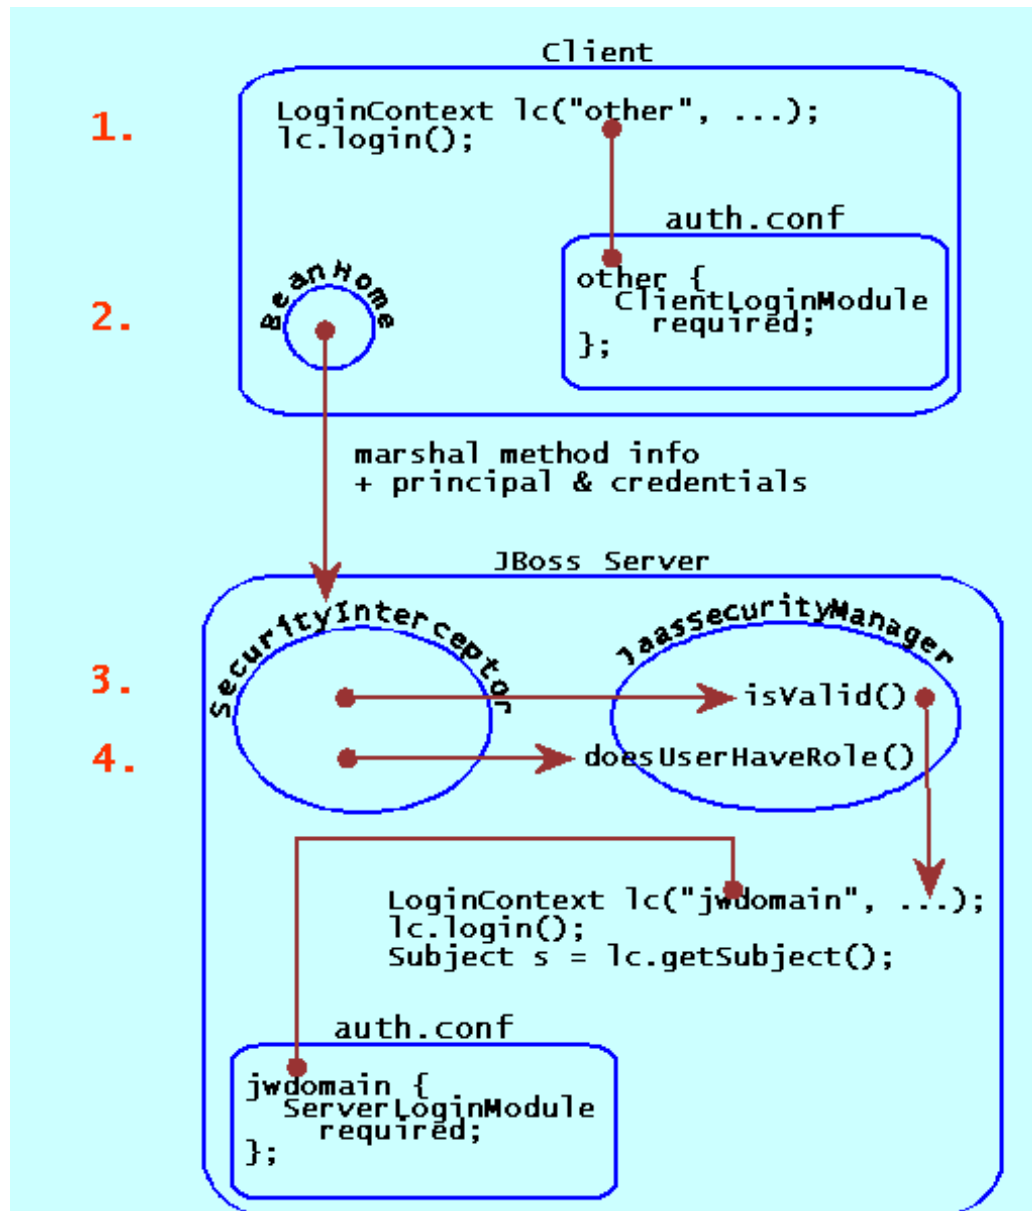 Client
1.
LoginContext lc("other", ...);
lc.login();
auth.conf
other {
ClientLoginModule
required;
};
2.
BeanHome
marshal method info
+ principal & credentials
JBoss Server
SecurityInterceptor
JaasSecurityManager
3.
isValid()
4.
doesUserHaveRole()
LoginContext lc("jwdomain", ...);
lc.login();
Subject s = lc.getSubject();
auth.conf
jwdomain {
ServerLoginModule
required;
};